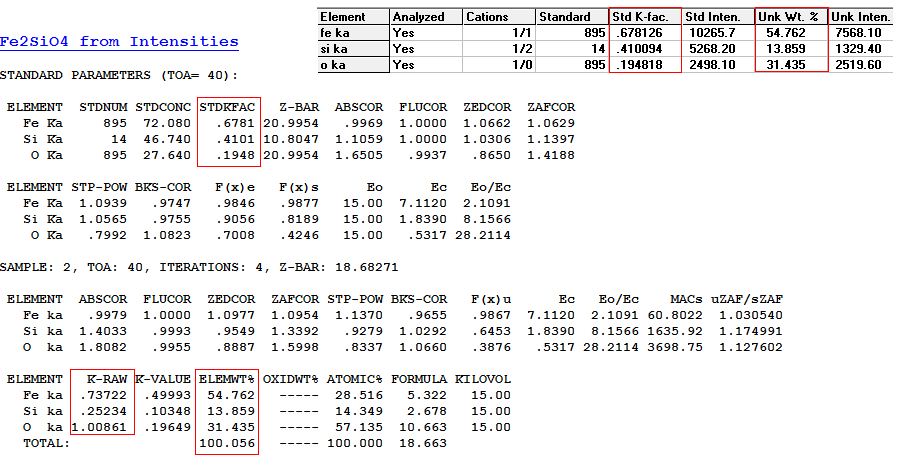 Element Analyzed Cations Standard Std K-fac. Std Inten. Unk Wt. % Unk Inten.
fe ka Yes 1/1 895 .678126 10265.7 54.762 7568.10
si ka Yes 1/2 14 .410094 5268.20 13.859 1329.40
o ka Yes 1/0 895 .194818 2498.10 31.435 2519.60
Fe2SiO4 from Intensities
STANDARD PARAMETERS (TOA= 40):
ELEMENT STDNUM STDCONC STDKFAC Z-BAR ABSCOR FLUCOR ZEDCOR ZAFCOR
Fe Ka 895 72.080 .6781 20.9954 .9969 1.0000 1.0662 1.0629
Si Ka 14 46.740 .4101 10.8047 1.1059 1.0000 1.0306 1.1397
O Ka 895 27.640 .1948 20.9954 1.6505 .9937 .8650 1.4188
ELEMENT STP-POW BKS-COR F(x)e F(x)s Eo Ec Eo/Ec
Fe Ka 1.0939 .9747 .9846 .9877 15.00 7.1120 2.1091
Si Ka 1.0565 .9755 .9056 .8189 15.00 1.8390 8.1566
O Ka .7992 1.0823 .7008 .4246 15.00 .5317 28.2114
SAMPLE: 2, TOA: 40, ITERATIONS: 4, Z-BAR: 18.68271
ELEMENT ABSCOR FLUCOR ZEDCOR ZAFCOR STP-POW BKS-COR F(x)u Ec Eo/Ec MACs uZAF/sZAF
Fe ka .9979 1.0000 1.0977 1.0954 1.1370 .9655 .9867 7.1120 2.1091 60.8022 1.030540
Si ka 1.4033 .9993 .9549 1.3392 .9279 1.0292 .6453 1.8390 8.1566 1635.92 1.174991
O ka 1.8082 .9955 .8887 1.5998 .8337 1.0660 .3876 .5317 28.2114 3698.75 1.127602
ELEMENT K-RAW K-VALUE ELEMWT% OXIDWT% ATOMIC% FORMULA KILOVOL
Fe ka .73722 .49993 54.762 ----- 28.516 5.322 15.00
Si ka .25234 .10348 13.859 ----- 14.349 2.678 15.00
O ka 1.00861 .19649 31.435 ----- 57.135 10.663 15.00
TOTAL: 100.056 ----- 100.000 18.663